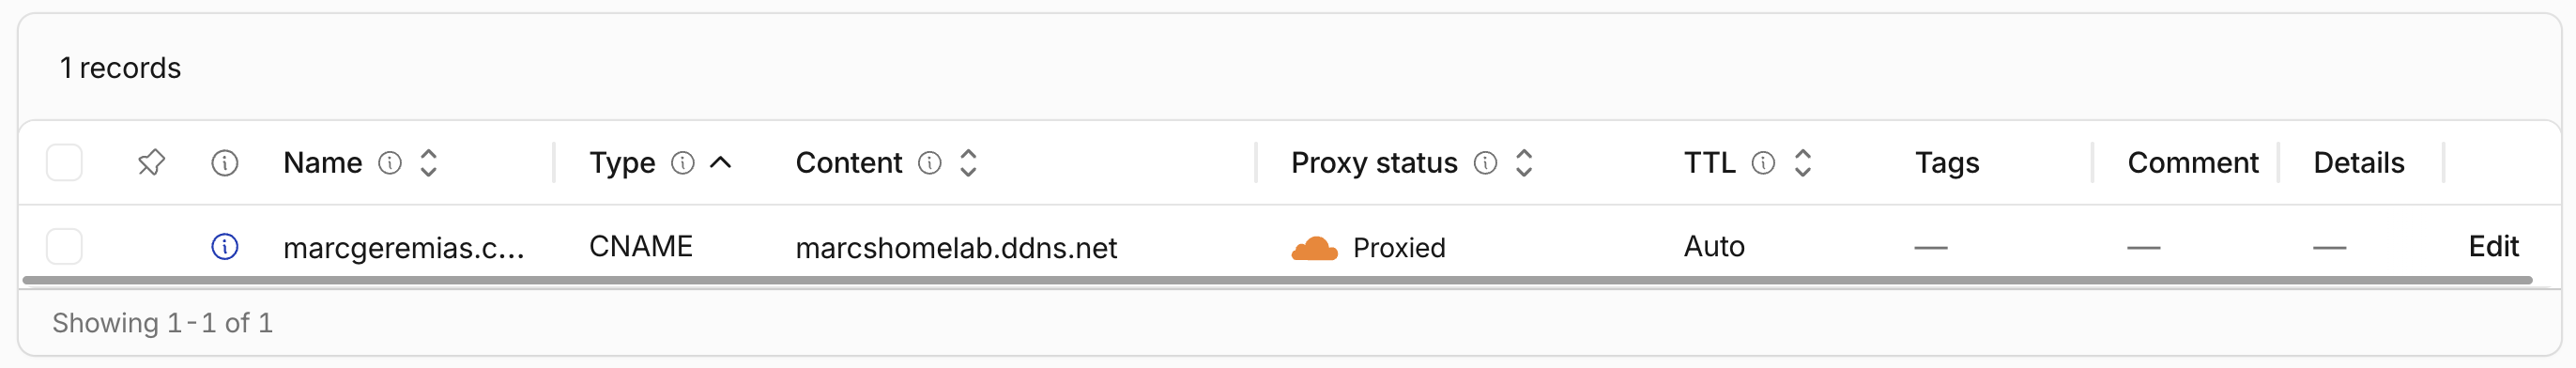 1 records
Name Type Content Proxy status TTL Tags Comment Details
marcgeremias.c... CNAME marcshomelab.ddns.net Proxied Auto — — — Edit
Showing 1-1 of 1